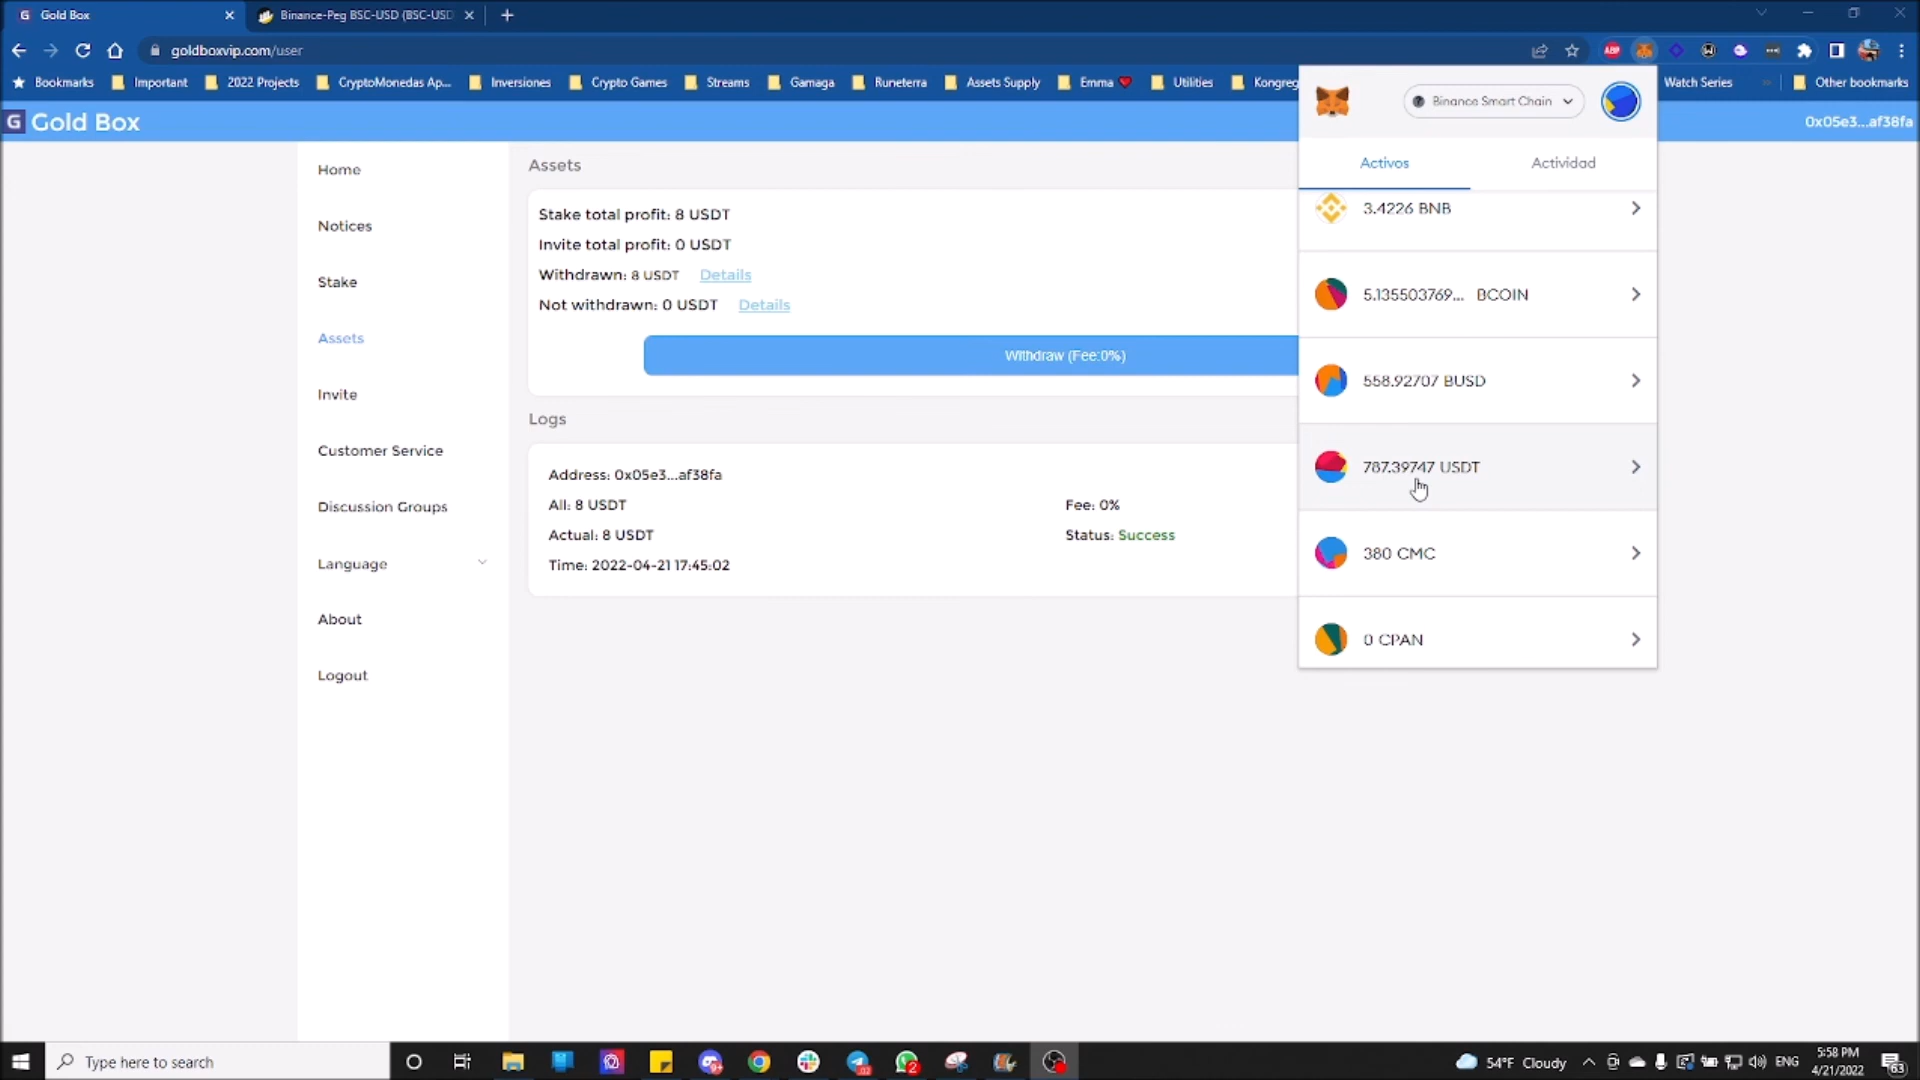 Gold Box
Binance-Peg BSC-USD (BSC-USD
goldboxvip.com/user
Bookmarks
Important
2022 Projects
CryptoMonedas Ap...
Inversiones
Crypto Games
Streams
Gamaga
Runeterra
Assets Supply
Emma
Utilities
Kongreg
Watch Series
Other bookmarks
G Gold Box
0x05e3...af38fa
Binance Smart Chain
Activos
Actividad
3.4226 BNB
5.135503769... BCOIN
558.92707 BUSD
787.39747 USDT
380 CMC
0 CPAN
Home
Notices
Stake
Assets
Invite
Customer Service
Discussion Groups
Language
About
Logout
Assets
Stake total profit: 8 USDT
Invite total profit: 0 USDT
Withdrawn: 8 USDT Details
Not withdrawn: 0 USDT Details
Withdraw (Fee:0%)
Logs
Address: 0x05e3...af38fa
All: 8 USDT
Fee: 0%
Actual: 8 USDT
Status: Success
Time: 2022-04-21 17:45:02
Type here to search
54°F Cloudy
ENG
5:58 PM
4/21/2022
63